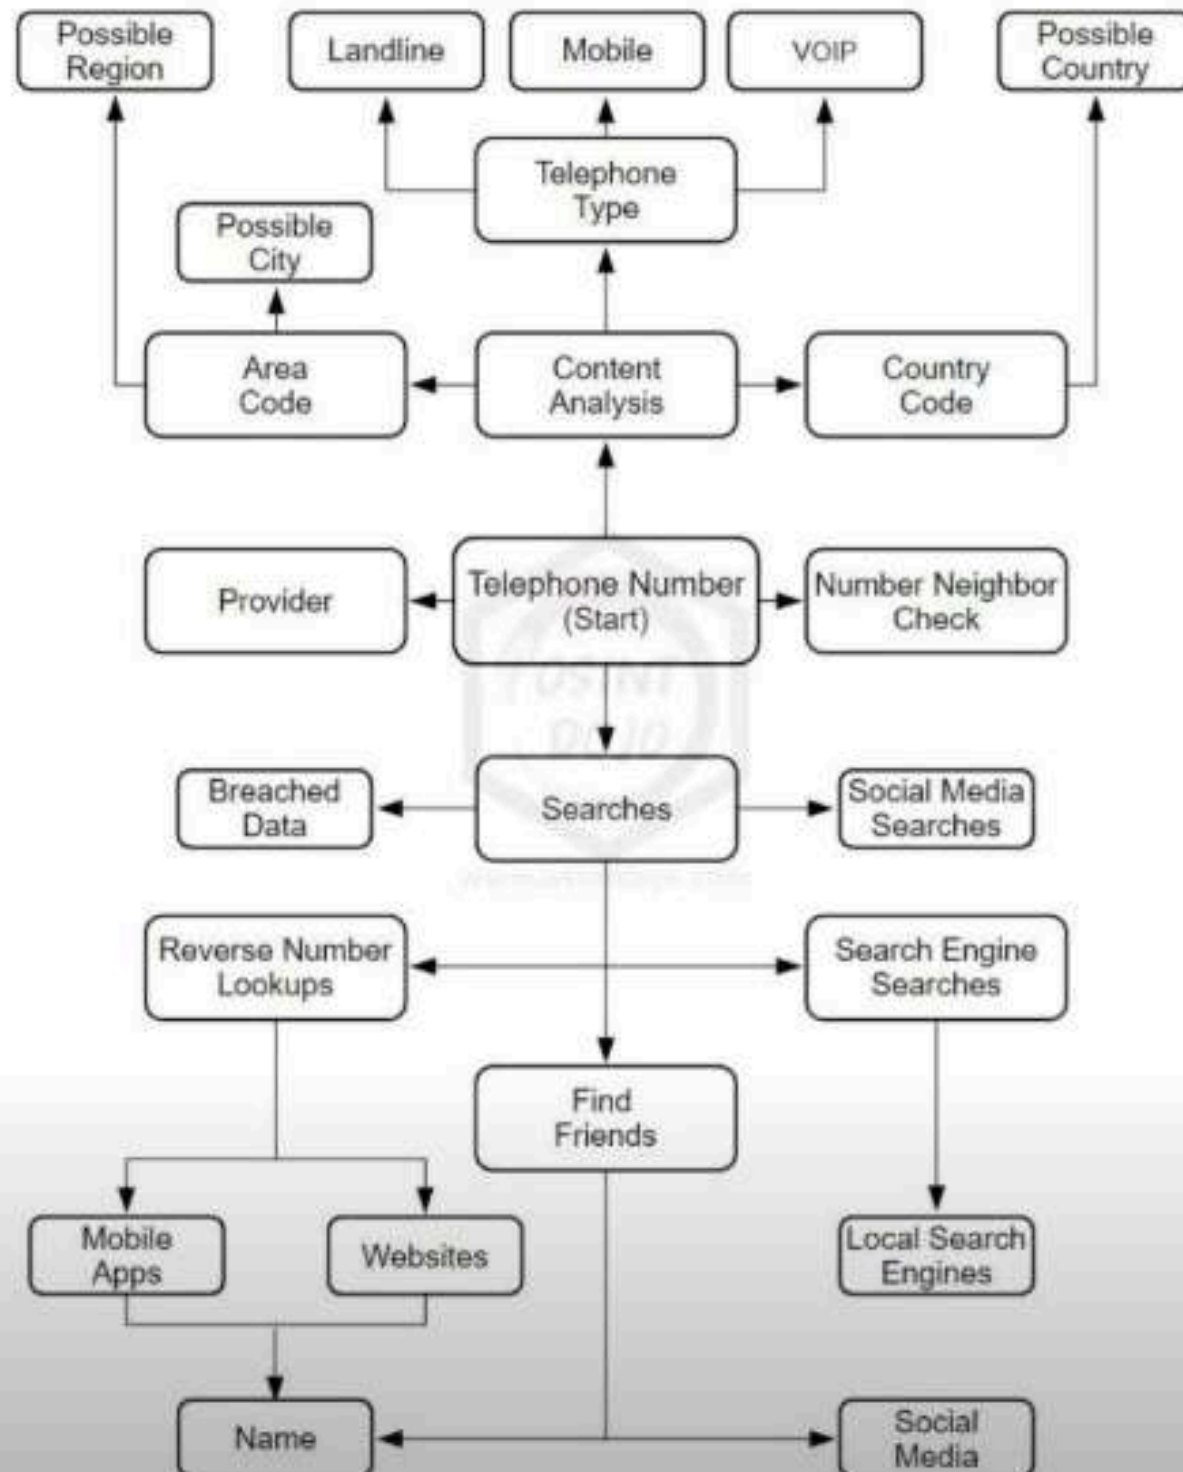 Possible
Region
Landline
Mobile
VOIP
Possible
Country
Telephone
Type
Possible
City
Area
Code
Content
Analysis
Country
Code
Provider
Telephone Number
(Start)
Number Neighbor
Check
OSINT
DOJO
Breached
Data
Searches
Social Media
Searches
Reverse Number
Lookups
Search Engine
Searches
Find
Friends
Mobile
Apps
Websites
Local Search
Engines
Name
Social
Media